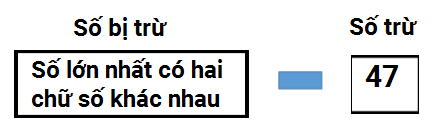 Số bị trừ
Số trừ
Số lớn nhất có hai
chữ số khác nhau
47